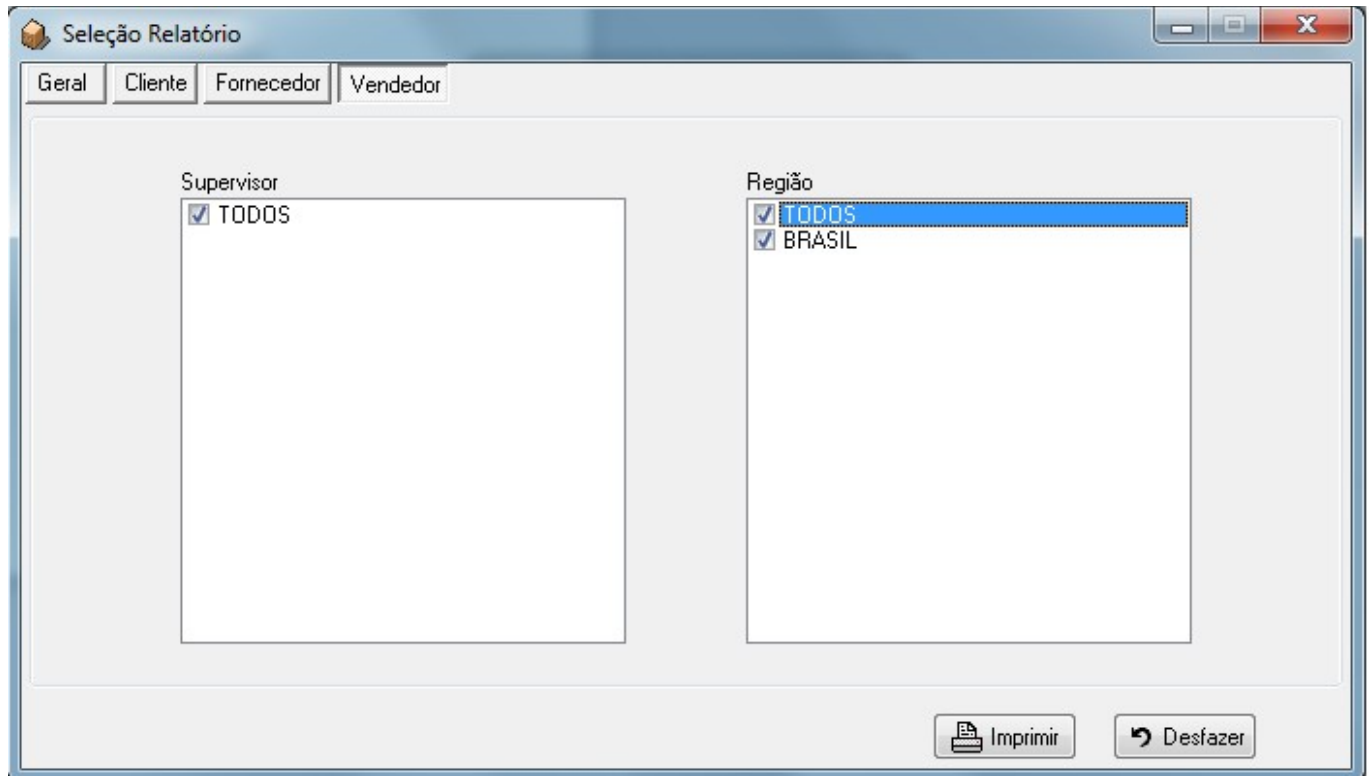 Seleção Relatório
Geral Cliente Fornecedor Vendedor
Supervisor Região
TODOS TODOS
BRASIL
Imprimir Desfazer